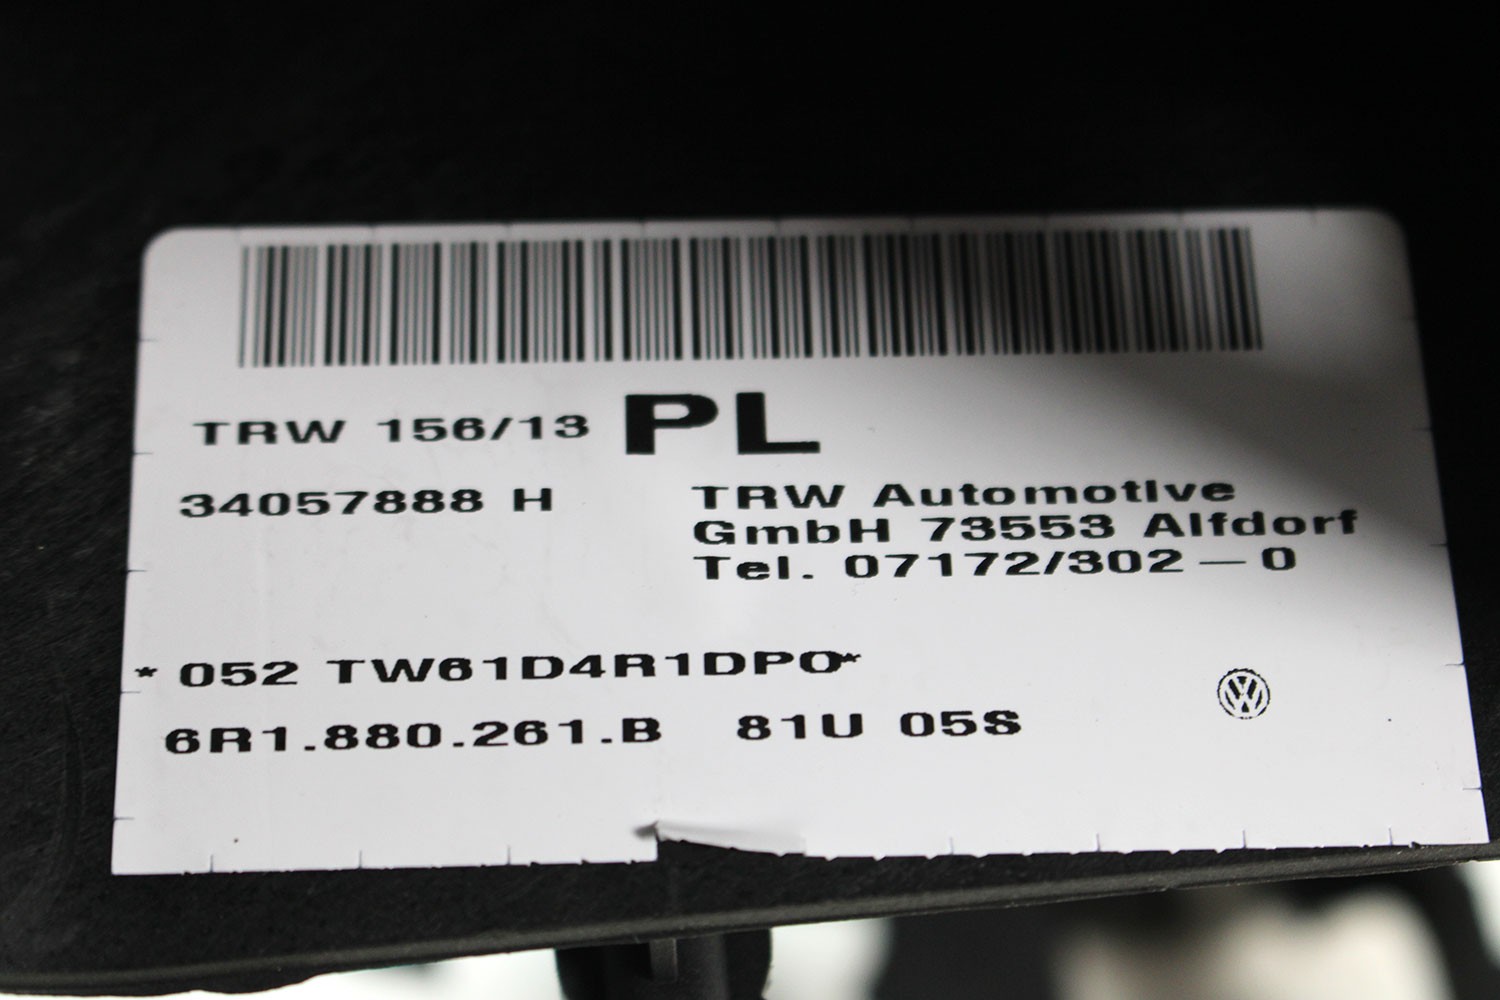 TRW 156/13 PL
34057888 H
TRW Automotive
GmbH 73553 Alfdorf
Tel. 07172/302-0
* 052 TW61D4R1DPO*
6R1.880.261.B 81U 05S